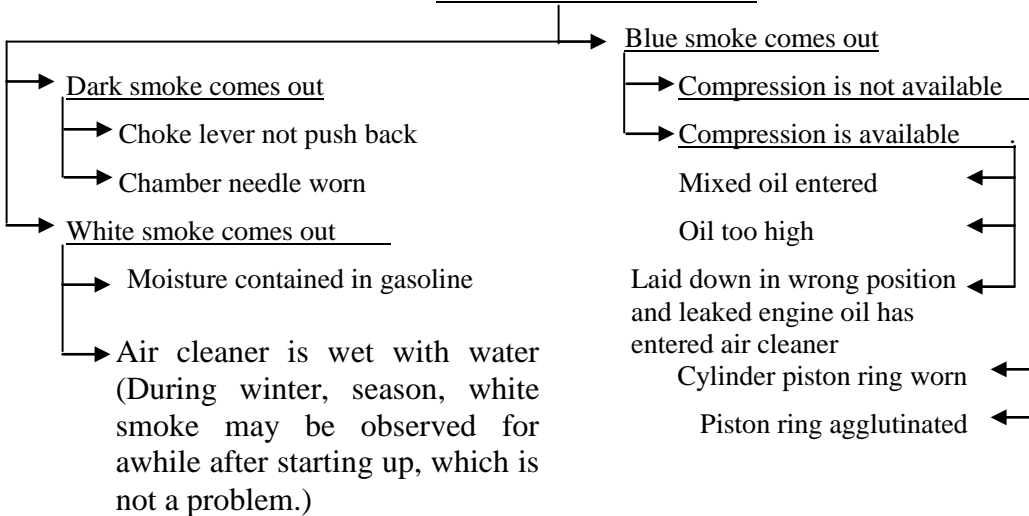 Blue smoke comes out
Dark smoke comes out
Compression is not available
Choke lever not push back
Compression is available .
Chamber needle worn
Mixed oil entered
White smoke comes out
Oil too high
Moisture contained in gasoline
Laid down in wrong position
and leaked engine oil has
entered air cleaner
Air cleaner is wet with water
(During winter, season, white
smoke may be observed for
awhile after starting up, which is
not a problem.)
Cylinder piston ring worn
Piston ring agglutinated